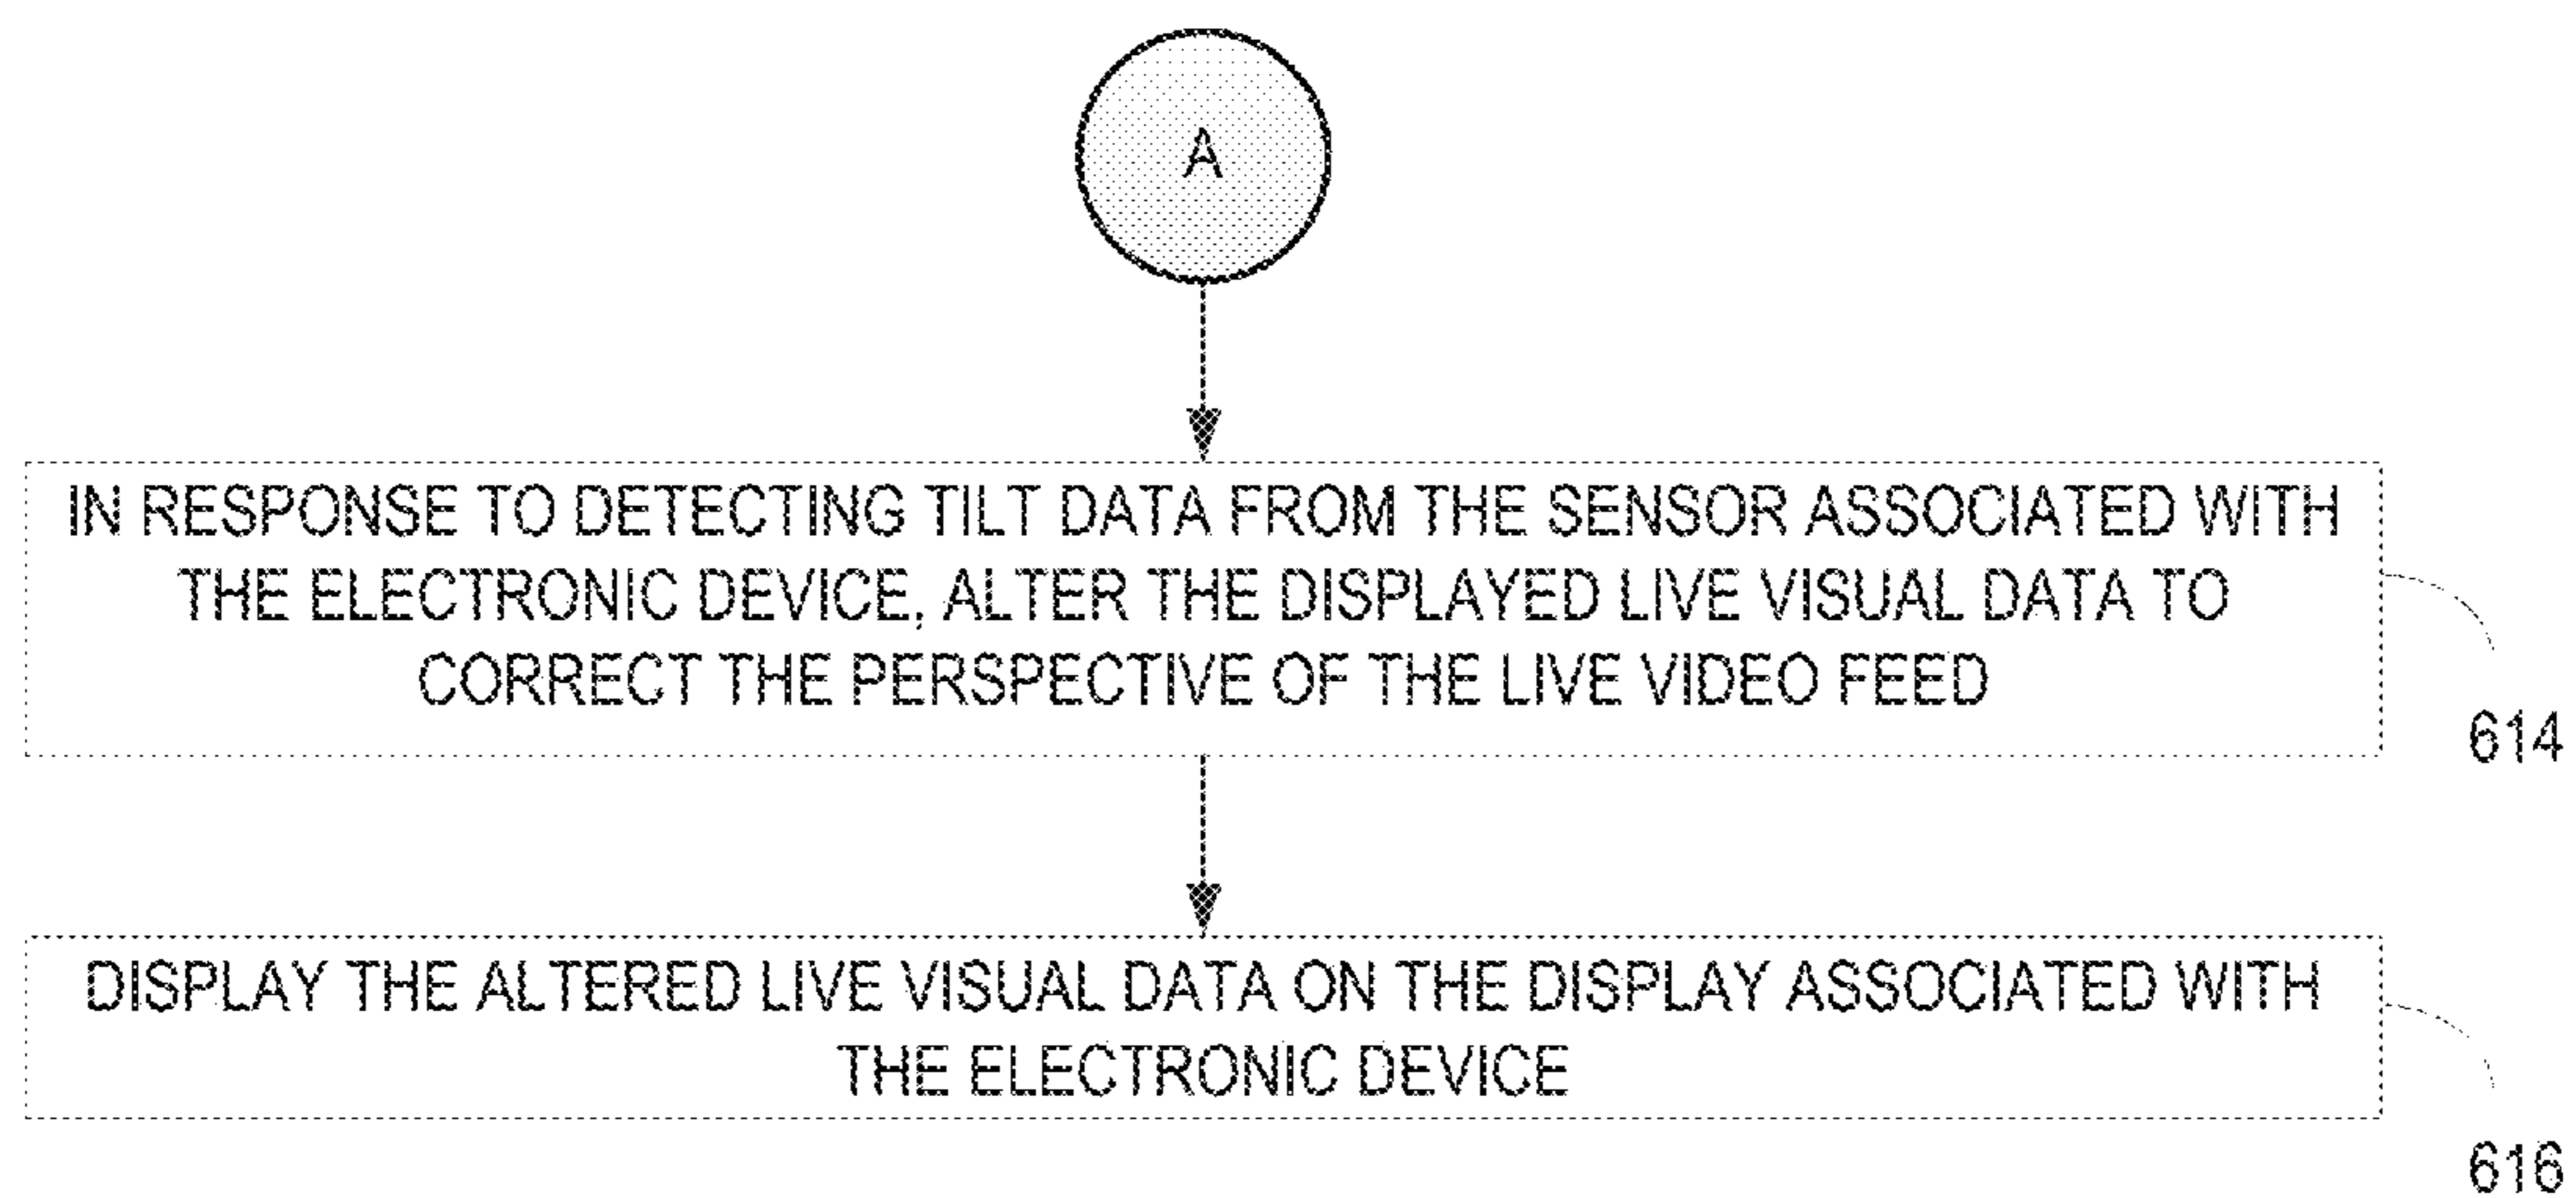 A
IN RESPONSE TO DETECTING TILT DATA FROM THE SENSOR ASSOCIATED WITH
THE ELECTRONIC DEVICE, ALTER THE DISPLAYED LIVE VISUAL DATA TO
CORRECT THE PERSPECTIVE OF THE LIVE VIDEO FEED
614
DISPLAY THE ALTERED LIVE VISUAL DATA ON THE DISPLAY ASSOCIATED WITH
THE ELECTRONIC DEVICE
616